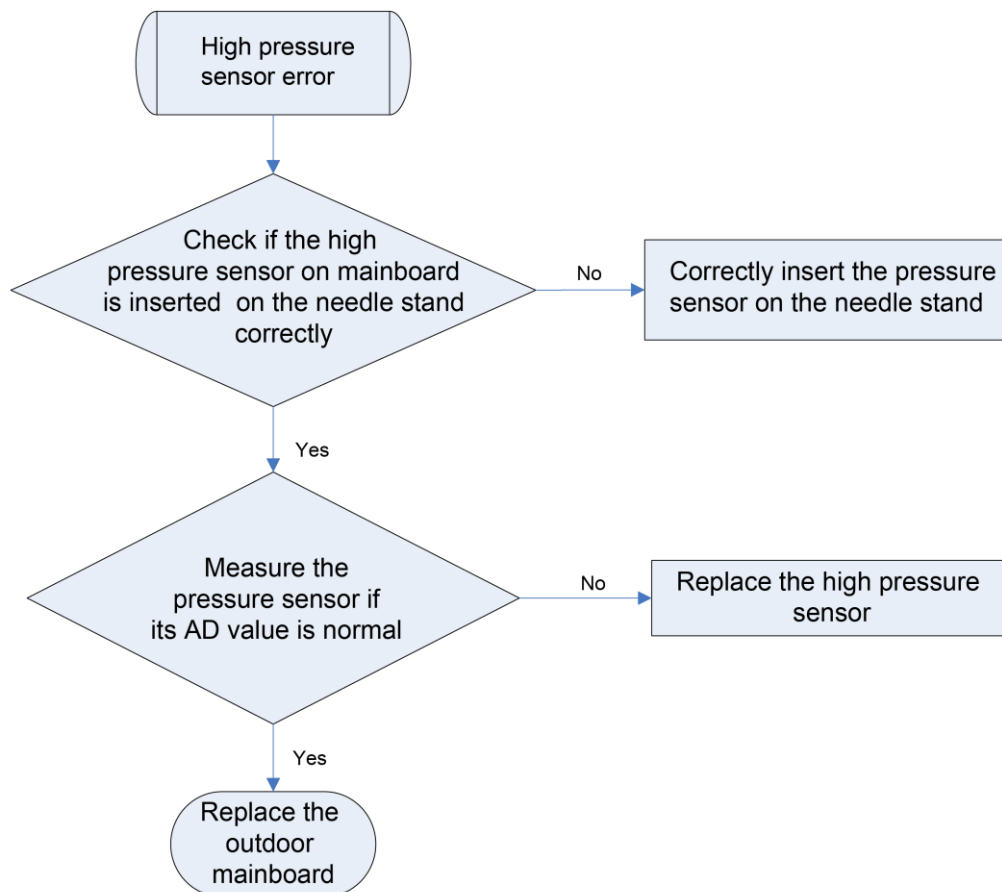 High pressure
sensor error
Check if the high
pressure sensor on mainboard
is inserted  on the needle stand
correctly
No
Correctly insert the pressure
sensor on the needle stand
Yes
Measure the
pressure sensor if
its AD value is normal
No
Replace the high pressure
sensor
Yes
Replace the
outdoor
mainboard